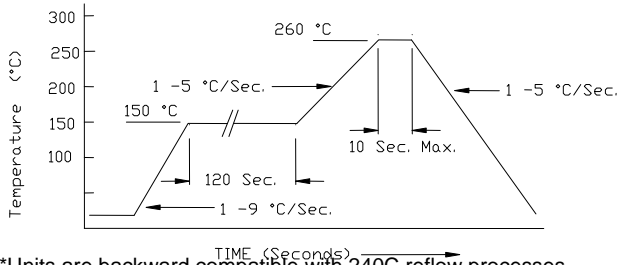 300
260 °C
250
200
1 -5 °C/Sec.
1 -5 °C/Sec.
150 °C
150
10 Sec. Max.
100
120 Sec.
1 -9 °C/Sec.
Temperature (°C)
TIME (Seconds)
*Units are backward compatible with 240C reflow processes